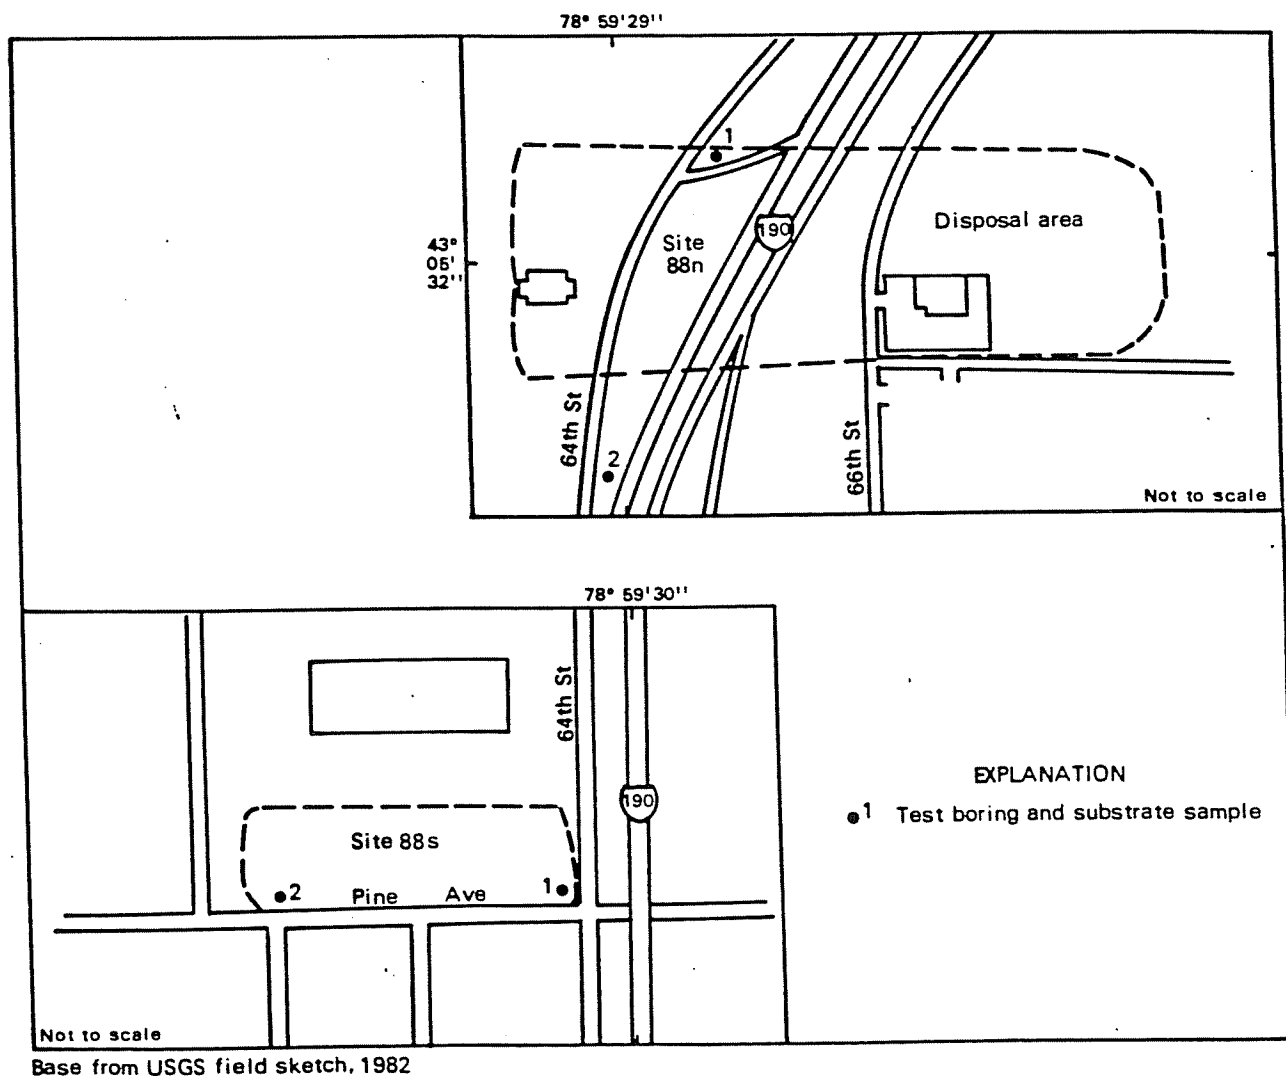 78° 59'29''
1
Disposal area
190
Site
88n
43°
05'
32''
64th St
2
66th St
Not to scale
78° 59'30''
64th St
190
EXPLANATION
1 Test boring and substrate sample
Site 88s
2
Pine Ave
1
Not to scale
Base from USGS field sketch, 1982